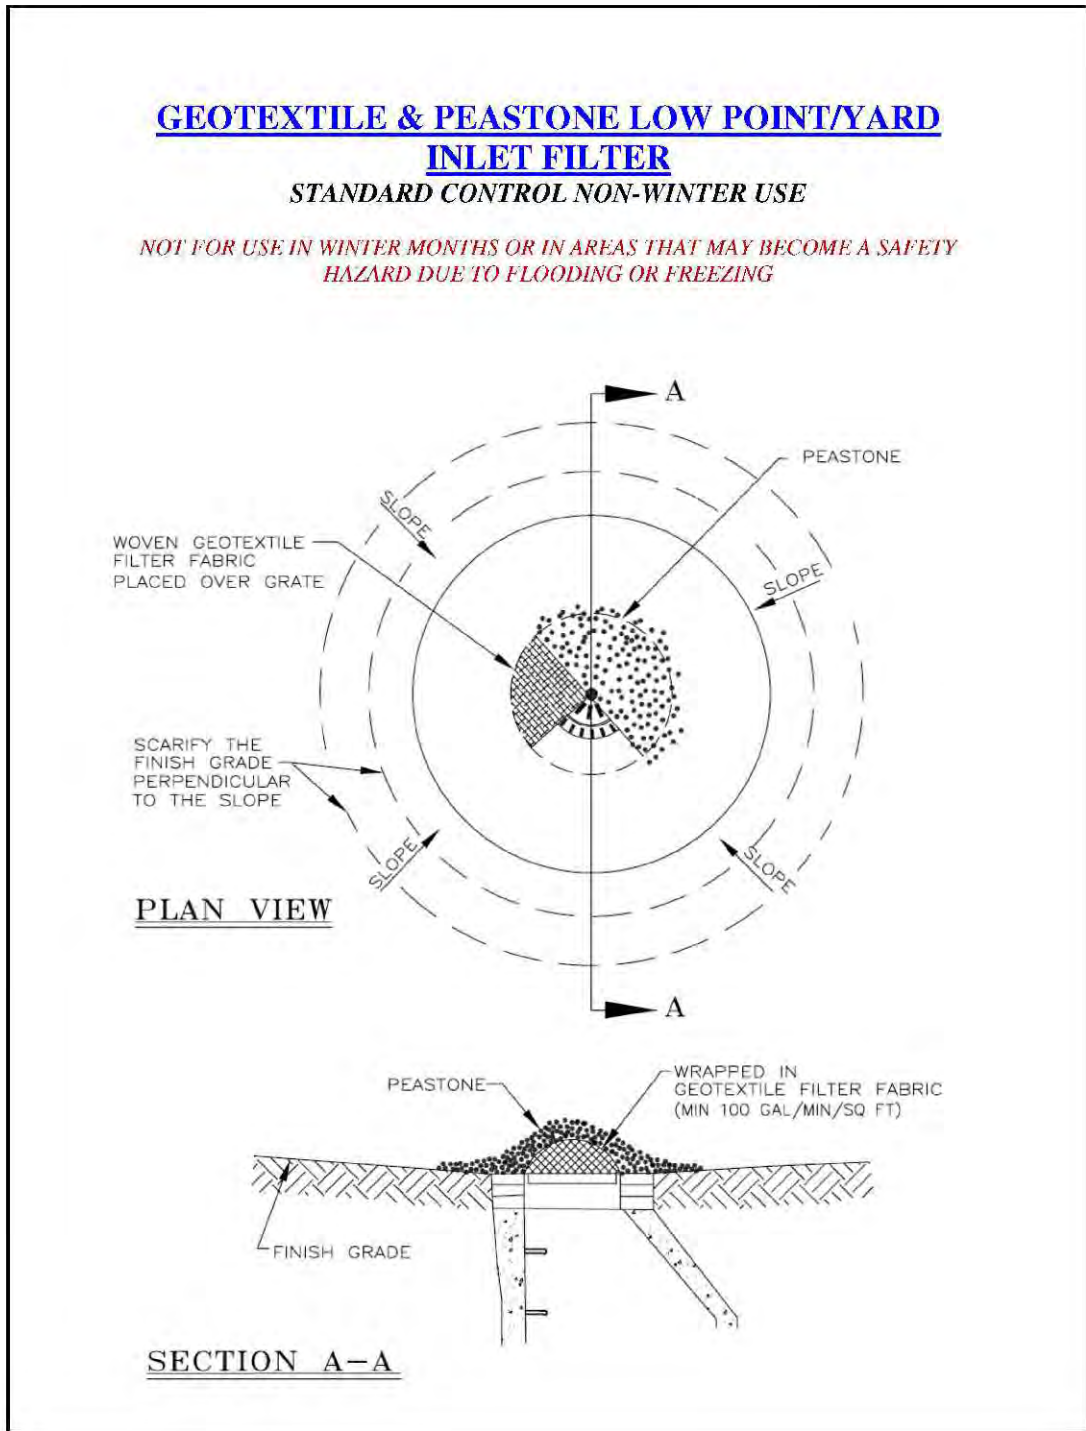 GEOTEXTILE & PEASTONE LOW POINT/YARD
INLET FILTER
STANDARD CONTROL NON-WINTER USE
NOT FOR USE IN WINTER MONTHS OR IN AREAS THAT MAY BECOME A SAFETY
HAZARD DUE TO FLOODING OR FREEZING
A
PEASTONE
SLOPE
WOVEN GEOTEXTILE
FILTER FABRIC
PLACED OVER GRATE
SLOPE
SCARIFY THE
FINISH GRADE
PERPENDICULAR
TO THE SLOPE
SLOPE
SLOPE
PLAN VIEW
A
PEASTONE
WRAPPED IN
GEOTEXTILE FILTER FABRIC
(MIN 100 GAL/MIN/SQ FT)
FINISH GRADE
SECTION A-A